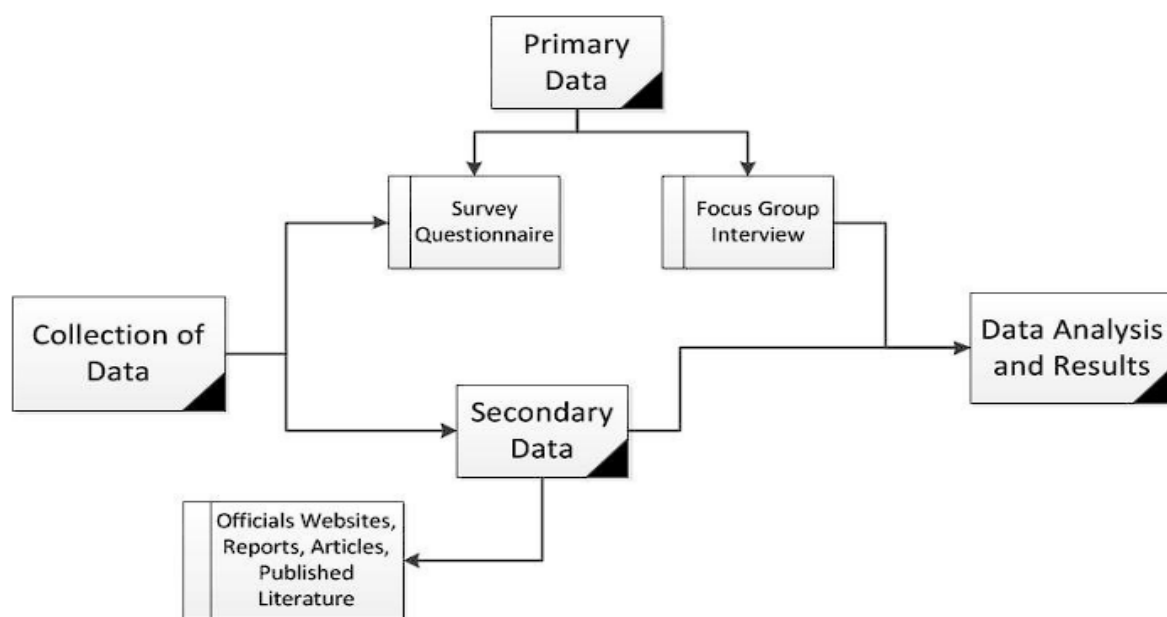 Primary
Data
Survey
Questionnaire
Focus Group
Interview
Collection of
Data
Data Analysis
and Results
Secondary
Data
Officials Websites,
Reports, Articles,
Published
Literature